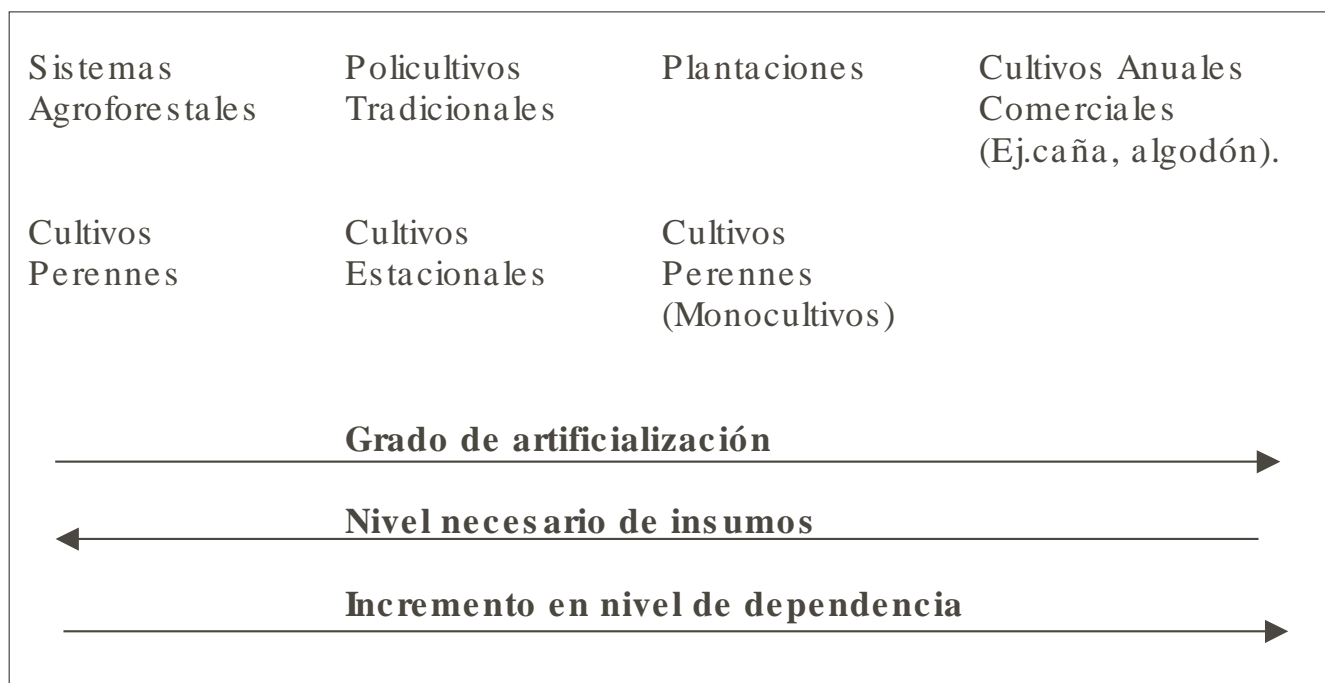 Sistemas
Agroforestales
Policultivos
Tradicionales
Plantaciones
Cultivos Anuales
Comerciales
(Ej.caña, algodón).
Cultivos
Perennes
Cultivos
Estacionales
Cultivos
Perennes
(Monocultivos)
Grado de artificialización
Nivel necesario de insumos
Incremento en nivel de dependencia